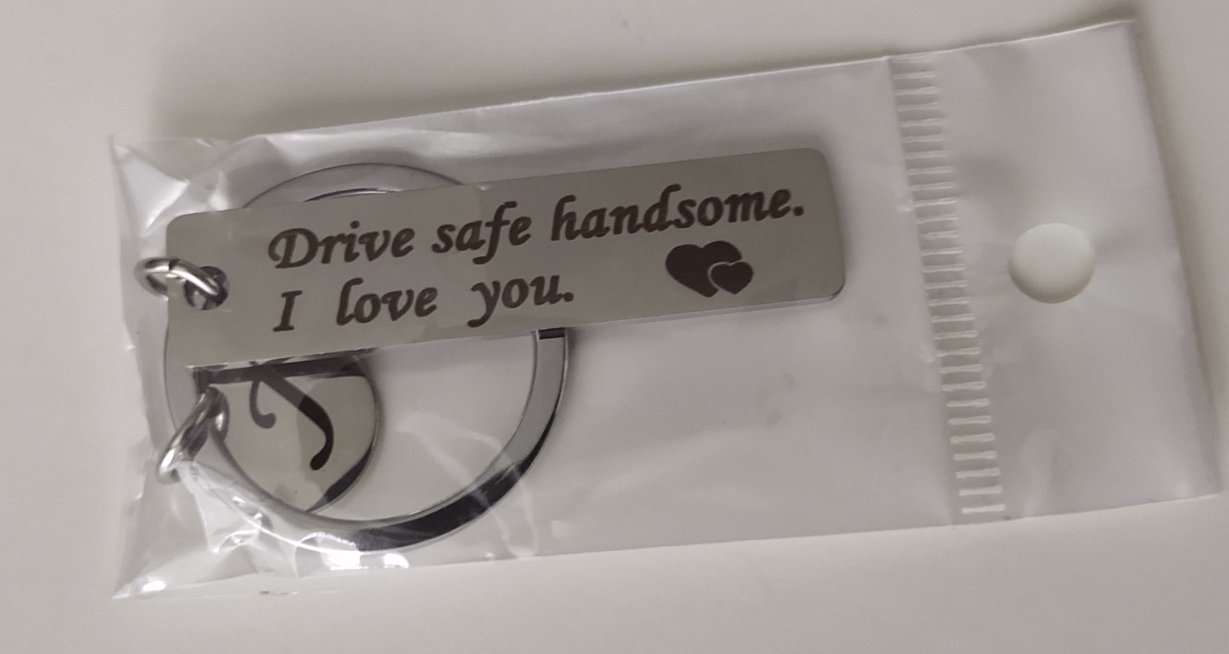 Drive safe handsome.
I love you.